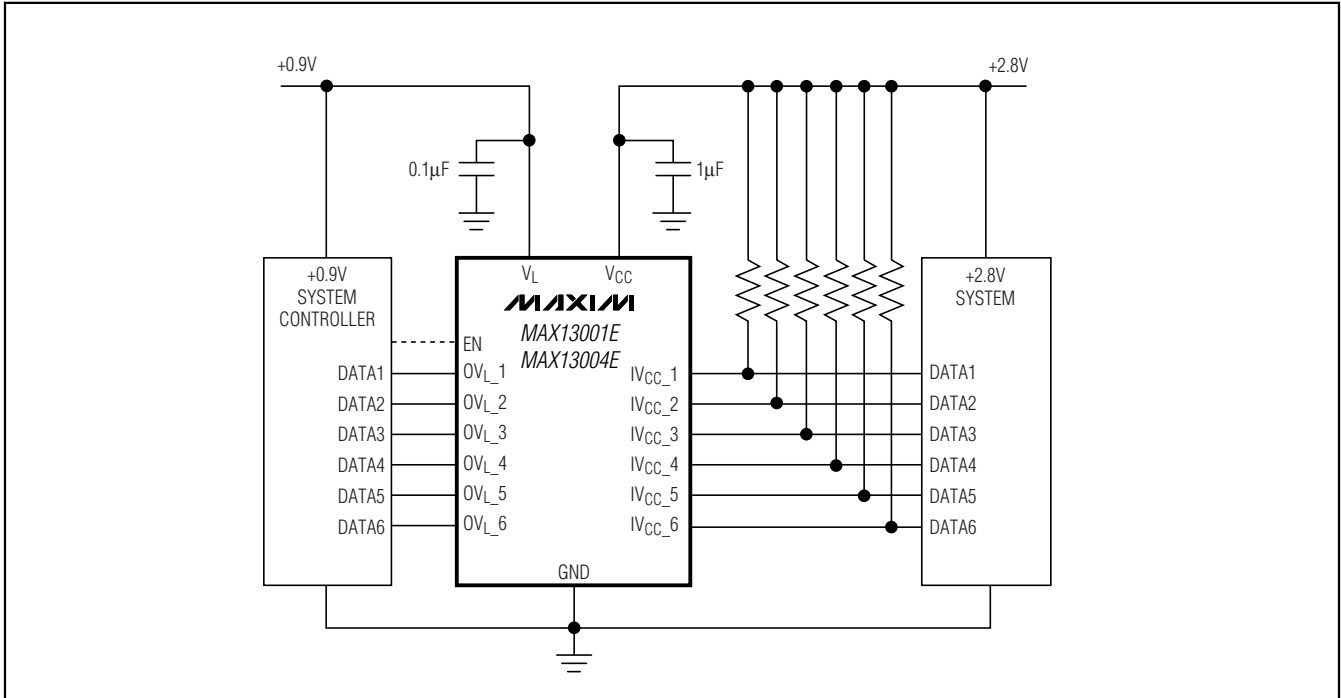 +0.9V
+2.8V
0.1µF
1µF
+0.9V
SYSTEM
CONTROLLER
VL
VCC
MAXIM
MAX13001E
MAX13004E
+2.8V
SYSTEM
EN
DATA1
OVL_1
IVCC_1
DATA1
DATA2
OVL_2
IVCC_2
DATA2
DATA3
OVL_3
IVCC_3
DATA3
DATA4
OVL_4
IVCC_4
DATA4
DATA5
OVL_5
IVCC_5
DATA5
DATA6
OVL_6
IVCC_6
DATA6
GND